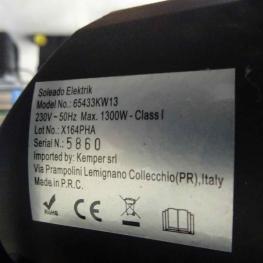 Soleado Elektrik
Model No.: 65433KW13
230V ~ 50Hz Max. 1300W - Class I
Lot No.: X164PHA
Serial N.: 5860
Imported by: Kemper srl
Via Prampolini Lemignano Collecchio(PR), Italy
Made in P.R.C.
RoHS CE